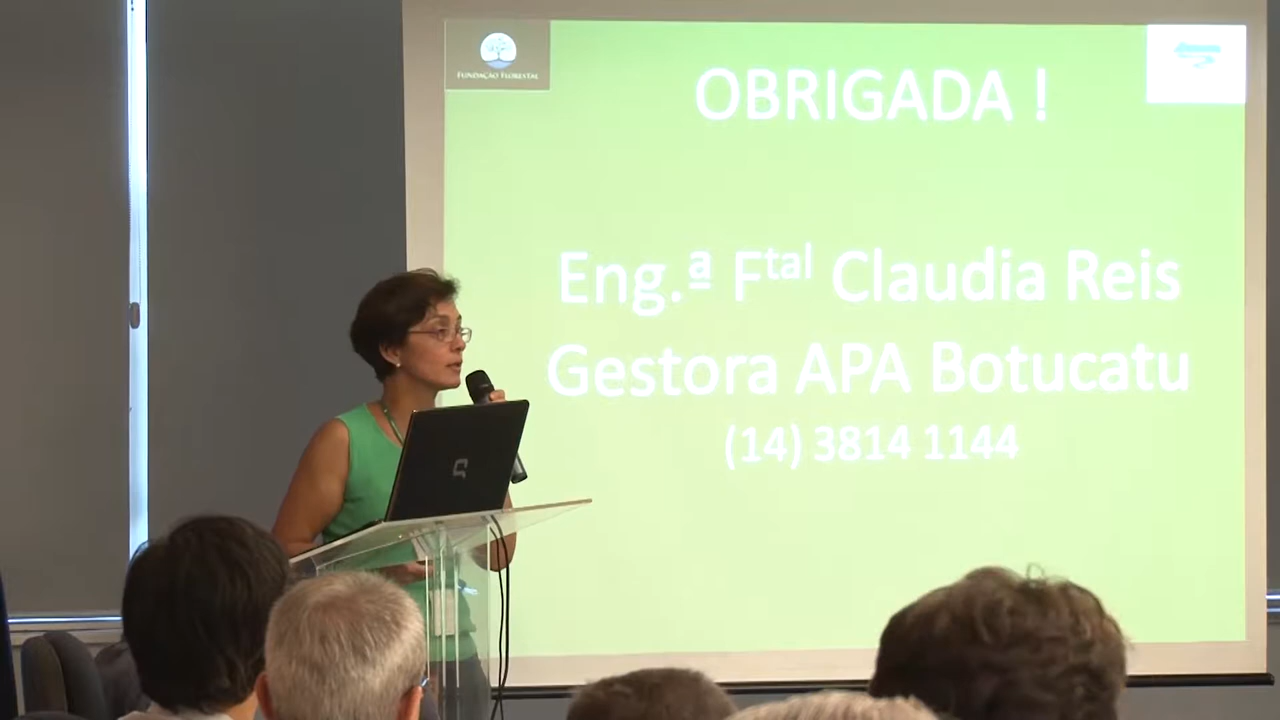 FUNDAÇÃO FLORESTAL
OBRIGADA !
Eng.ª Fᵗᵃˡ Claudia Reis
Gestora APA Botucatu
(14) 3814 1144